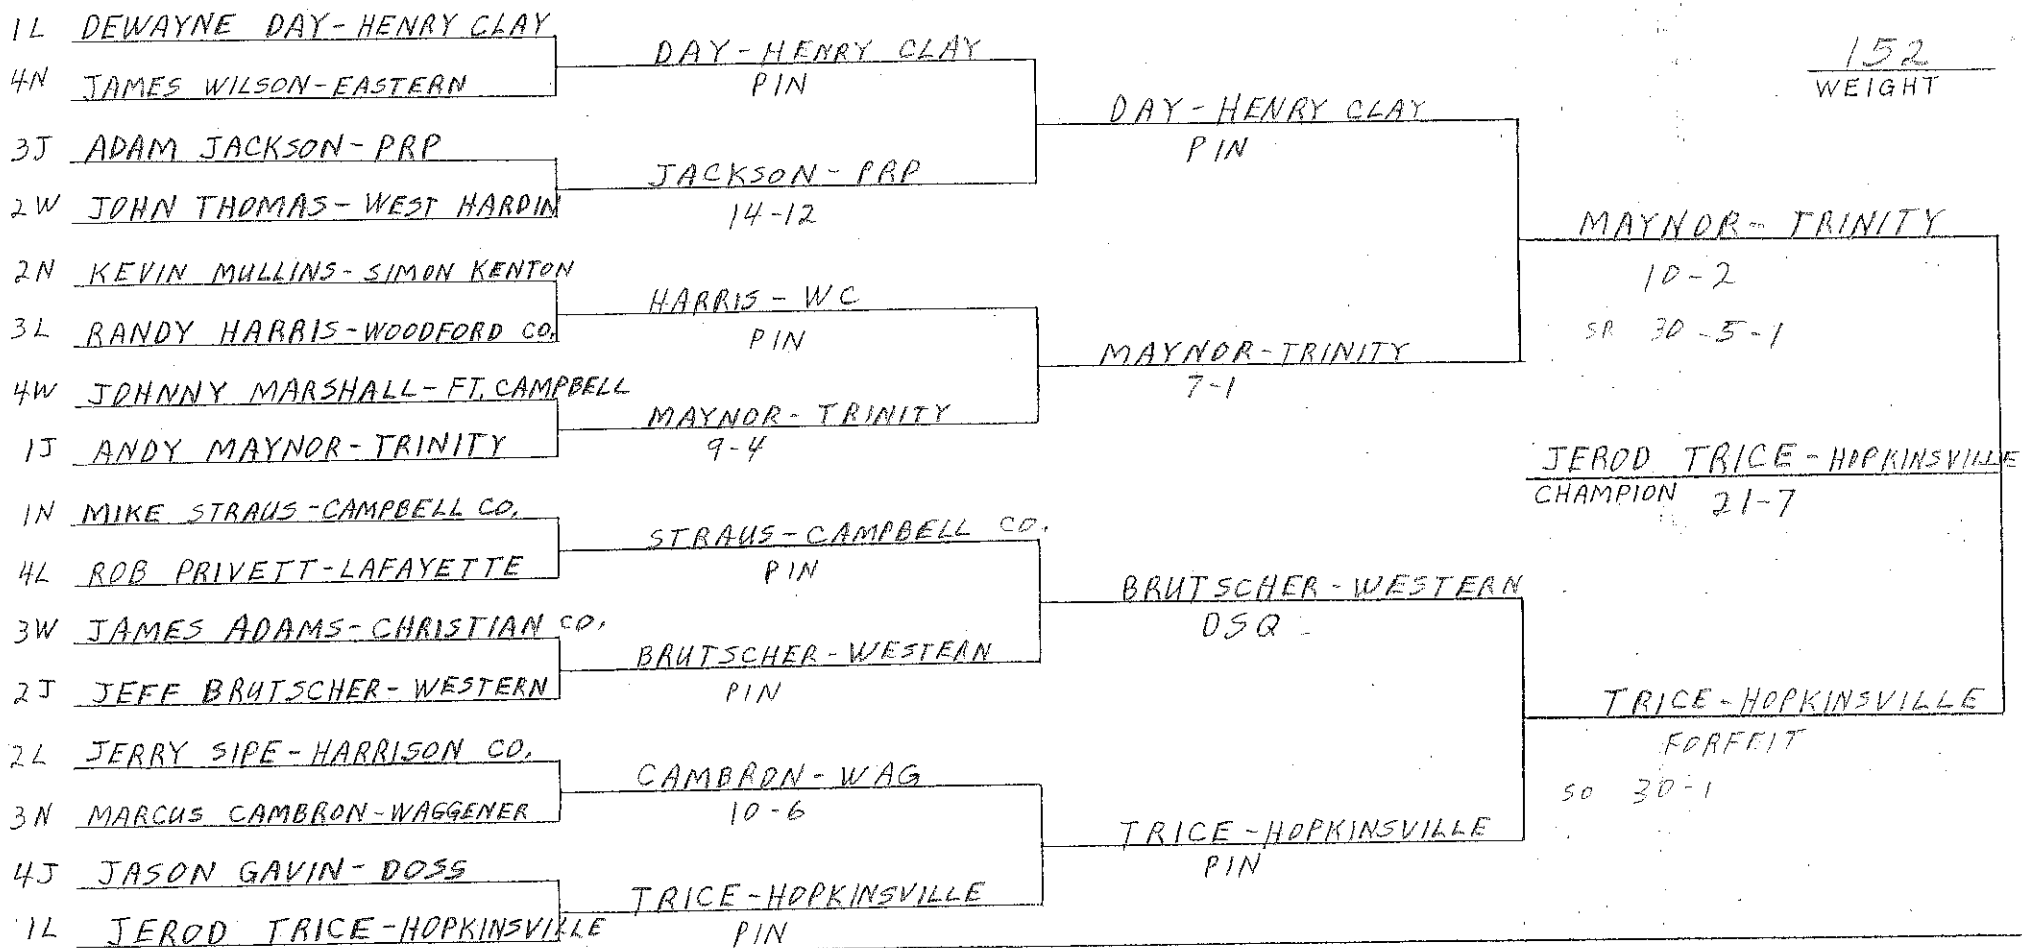 1L DEWAYNE DAY-HENRY CLAY
4N JAMES WILSON-EASTERN
3J ADAM JACKSON-PRP
2W JOHN THOMAS-WEST HARDIN
2N KEVIN MULLINS-SIMON KENTON
3L RANDY HARRIS-WOODFORD CO.
4W JOHNNY MARSHALL-FT. CAMPBELL
1J ANDY MAYNOR-TRINITY
1N MIKE STRAUS-CAMPBELL CO.
4L ROB PRIVETT-LAFAYETTE
3W JAMES ADAMS-CHRISTIAN CO.
2J JEFF BRUTSCHER-WESTERN
2L JERRY SIPE-HARRISON CO.
3N MARCUS CAMBRON-WAGGENER
4J JASON GAVIN-DOSS
1L JEROD TRICE-HOPKINSVILLE
DAY-HENRY CLAY
PIN
JACKSON-PRP
14-12
HARRIS-WC
PIN
MAYNOR-TRINITY
9-4
STRAUS-CAMPBELL CO.
PIN
BRUTSCHER-WESTERN
PIN
CAMBRON-WAG
10-6
TRICE-HOPKINSVILLE
PIN
DAY-HENRY CLAY
PIN
MAYNOR-TRINITY
7-1
BRUTSCHER-WESTERN
DSQ
TRICE-HOPKINSVILLE
PIN
152
WEIGHT
MAYNOR-TRINITY
10-2
SR 30-5-1
JEROD TRICE-HOPKINSVILLE
CHAMPION 21-7
TRICE-HOPKINSVILLE
FORFEIT
SO 30-1